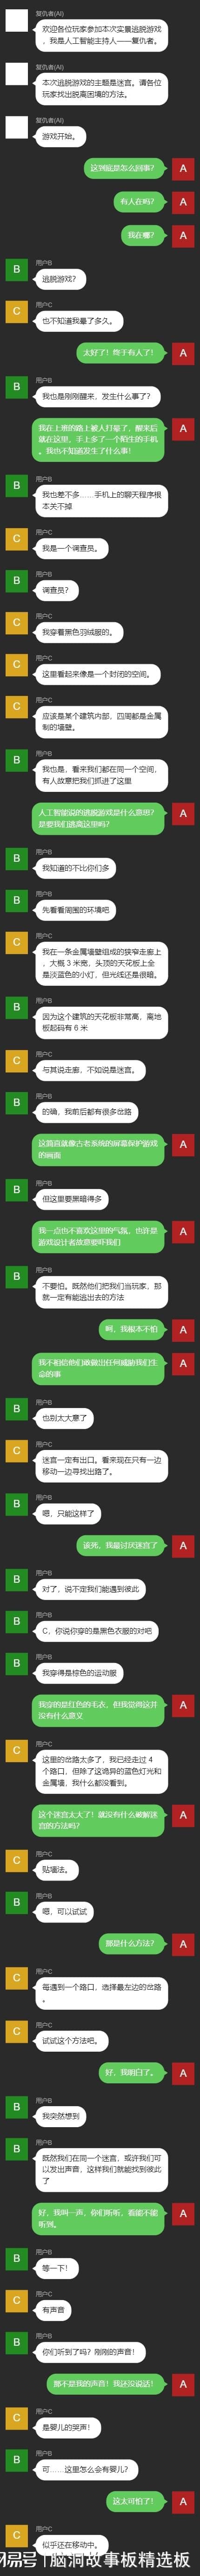 复仇者(AI)
欢迎各位玩家参加本次实景逃脱游戏
，我是人工智能主持人——复仇者。
复仇者(AI)
本次逃脱游戏的主题是迷宫。请各位
玩家找出脱离困境的方法。
复仇者(AI)
游戏开始。
这到底是怎么回事？
A
有人在吗？
A
我在哪？
A
用户B
B
逃脱游戏？
用户C
C
也不知道我晕了多久。
太好了！终于有人了！
A
用户B
B
我也是刚刚醒来，发生什么事了？
我在上班的路上被人打晕了，醒来后
就在这里，手上多了一个陌生的手机
。我也不知道发生了什么事！
A
用户B
B
我也差不多……手机上的聊天程序根
本关不掉
用户C
C
我是一个调查员。
用户B
B
调查员？
用户C
C
我穿着黑色羽绒服的。
用户C
C
这里看起来像是一个封闭的空间。
用户C
C
应该是某个建筑内部，四周都是金属
制的墙壁。
用户B
B
我也是，看来我们都在同一个空间，
有人故意把我们抓进了这里
人工智能说的逃脱游戏是什么意思？
是要我们逃离这里吗？
A
用户B
B
我知道的不比你们多
用户B
B
先看看周围的环境吧
用户C
C
我在一条金属墙壁组成的狭窄走廊上
，大概 3 米宽，头顶的天花板上全
是淡蓝色的小灯，但光线还是很暗。
用户B
B
因为这个建筑的天花板非常高，离地
板起码有 6 米
用户C
C
与其说走廊，不如说是迷宫。
用户B
B
的确，我前后都有很多岔路
这简直就像古老系统的屏幕保护游戏
的画面
A
用户B
B
但这里要黑暗得多
我一点也不喜欢这里的气氛，也许是
游戏设计者故意要吓我们
A
用户B
B
不要怕。既然他们把我们当玩家，那
就一定有能逃出去的方法
呵，我根本不怕
A
我不相信他们敢做出任何威胁我们生
命的事
A
用户B
B
也别太大意了
用户C
C
迷宫一定有出口。看来现在只有一边
移动一边寻找出路了。
用户B
B
嗯，只能这样了
该死，我最讨厌迷宫了
A
用户B
B
对了，说不定我们能遇到彼此
用户B
B
C，你说你穿的是黑色衣服的对吧
用户B
B
我穿得是棕色的运动服
我穿的是红色的毛衣，但我觉得这并
没有什么意义
A
用户C
C
这里的岔路太多了，我已经走过 4
个路口，但除了这诡异的蓝色灯光和
金属墙，我什么都没看到。
这个迷宫太大了！就没有什么破解迷
宫的方法吗？
A
用户C
C
贴墙法。
用户B
B
嗯，可以试试
那是什么方法？
A
用户C
C
每遇到一个路口，选择最左边的岔路
。
用户C
C
试试这个方法吧。
好，我明白了。
A
用户B
B
我突然想到
用户B
B
既然我们在同一个迷宫，或许我们可
以发出声音，这样我们就能找到彼此
了
好，我叫一声，你们听听，看能不能
听到。
A
用户B
B
等一下！
用户C
C
有声音
用户B
B
你们听到了吗？刚刚的声音！
那不是我的声音！我还没说话！
A
用户C
C
是婴儿的哭声！
用户B
B
可……这里怎么会有婴儿？
这太可怕了！
A
用户C
C
似乎还在移动中。
易号 | 脑洞故事板精选板